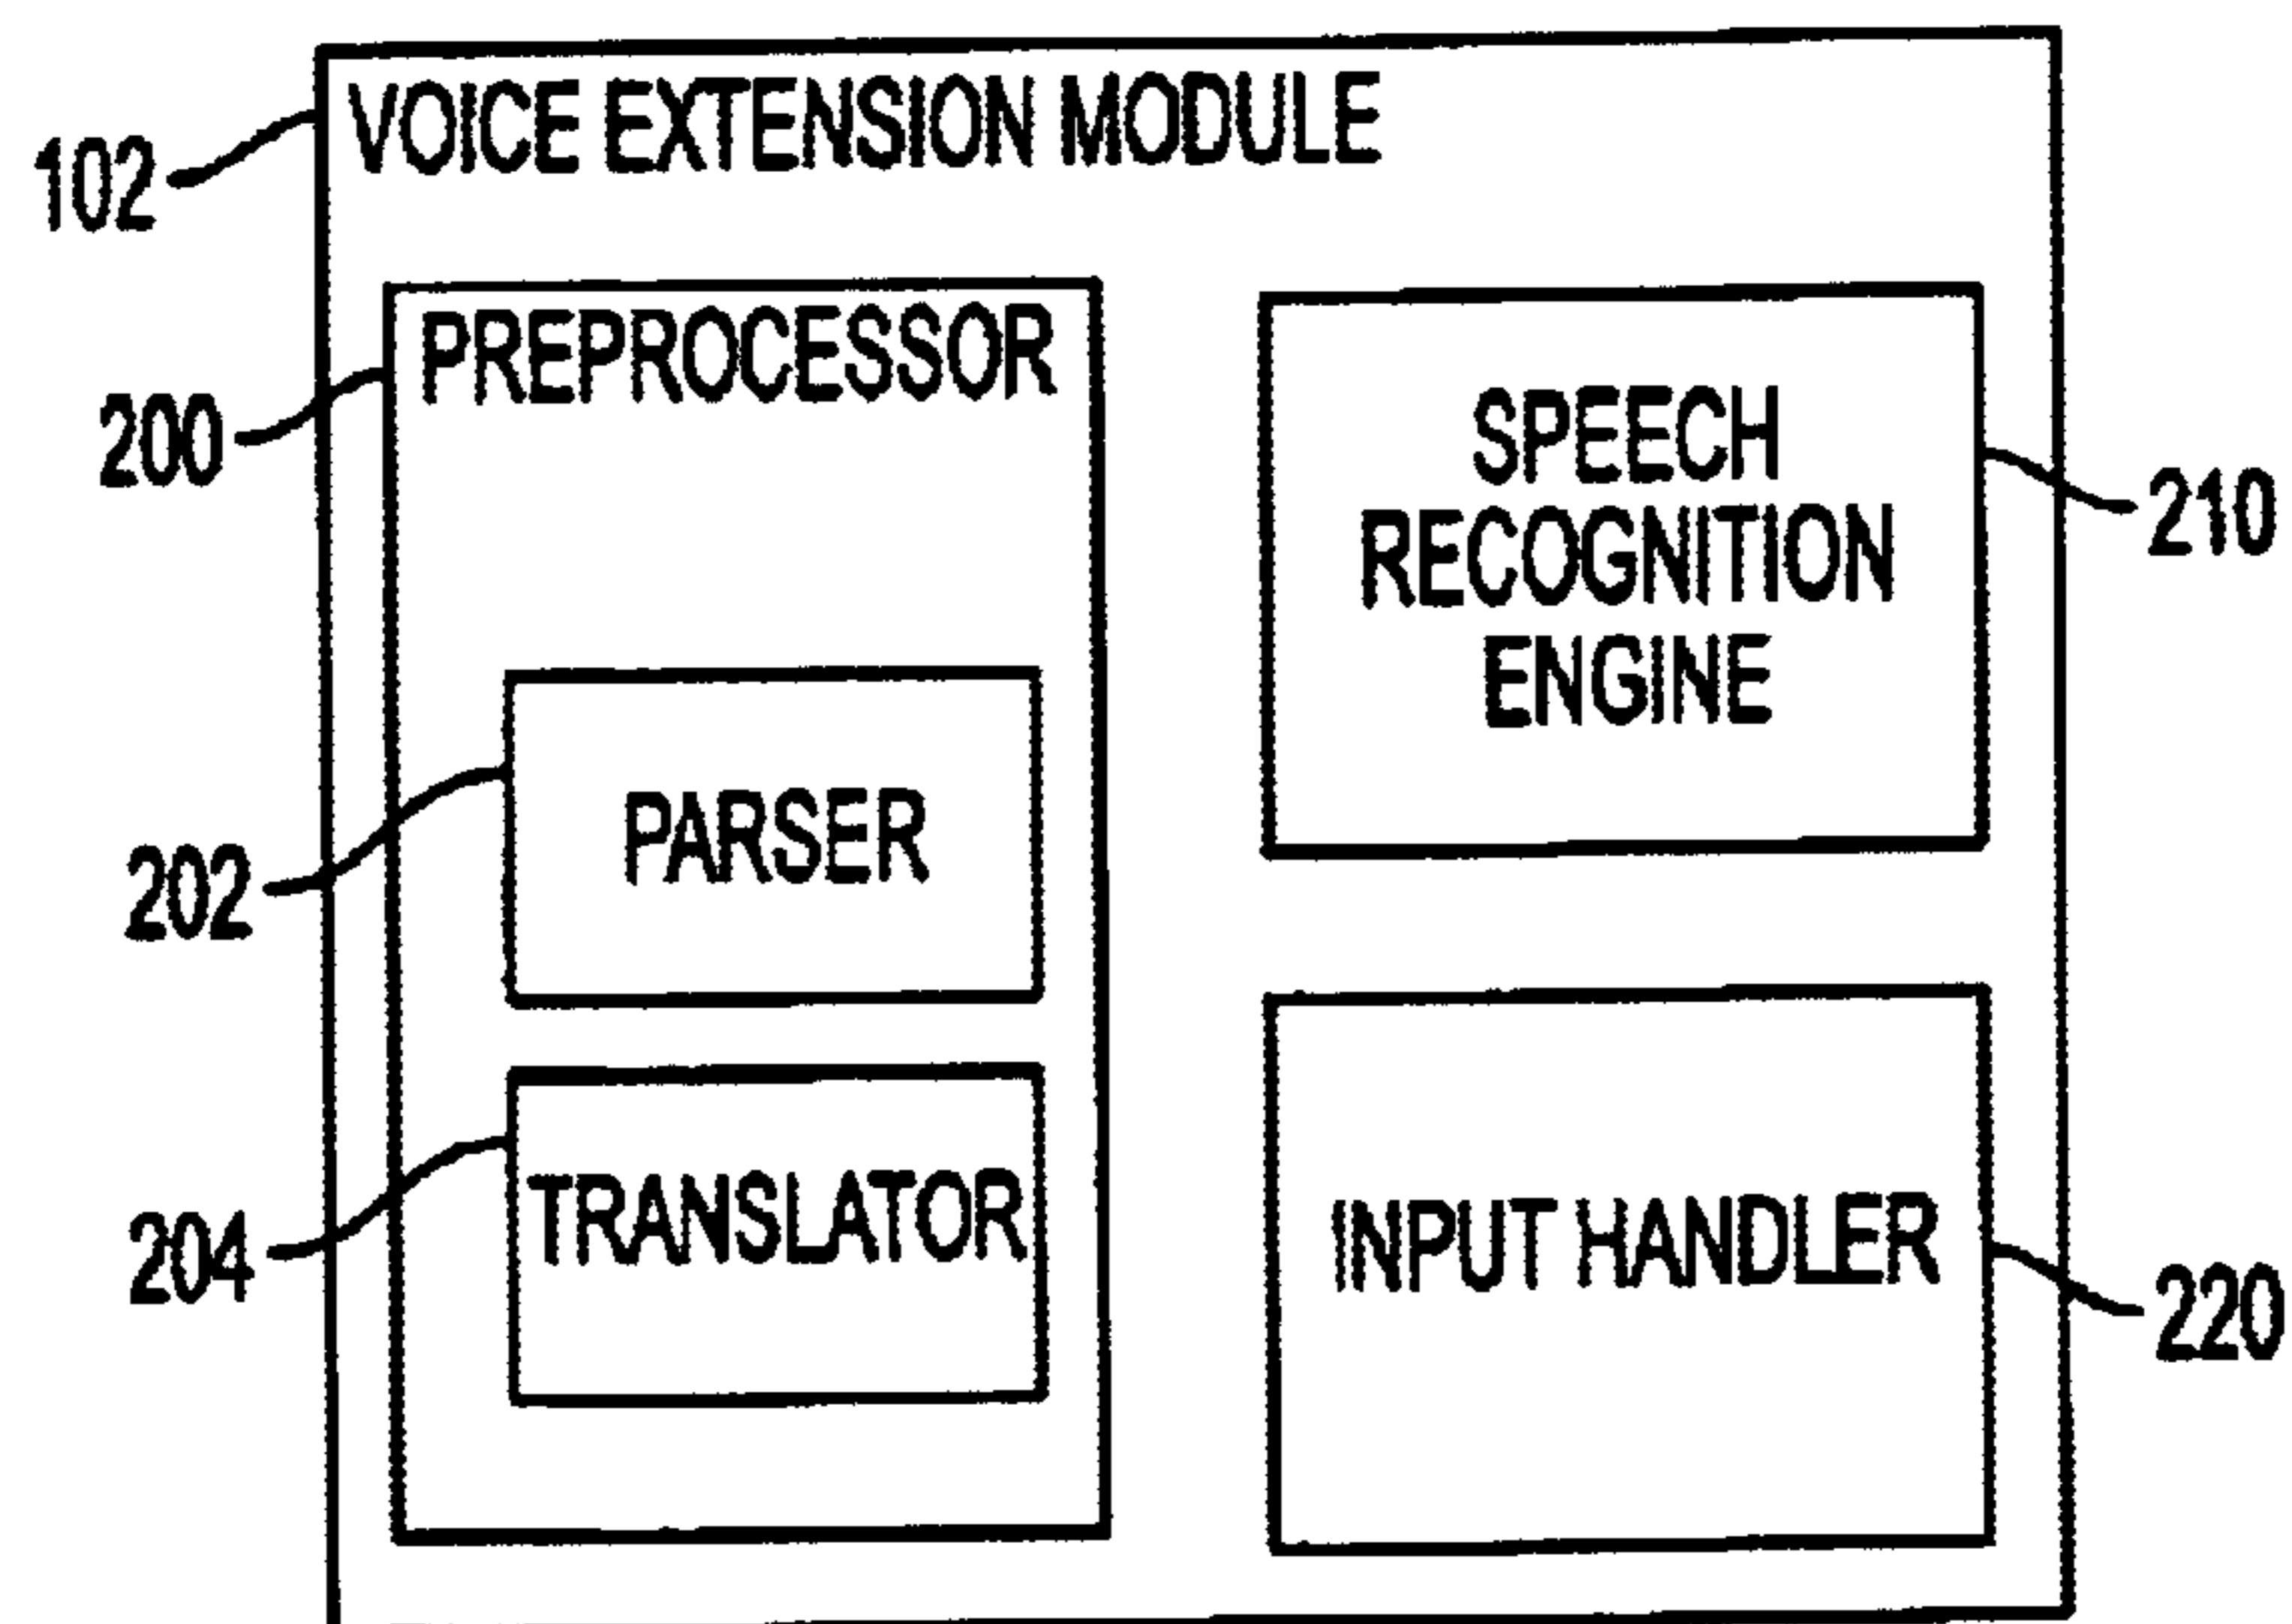 VOICE EXTENSION MODULE
102
PREPROCESSOR
200
SPEECH
RECOGNITION
ENGINE
210
PARSER
202
TRANSLATOR
204
INPUT HANDLER
220